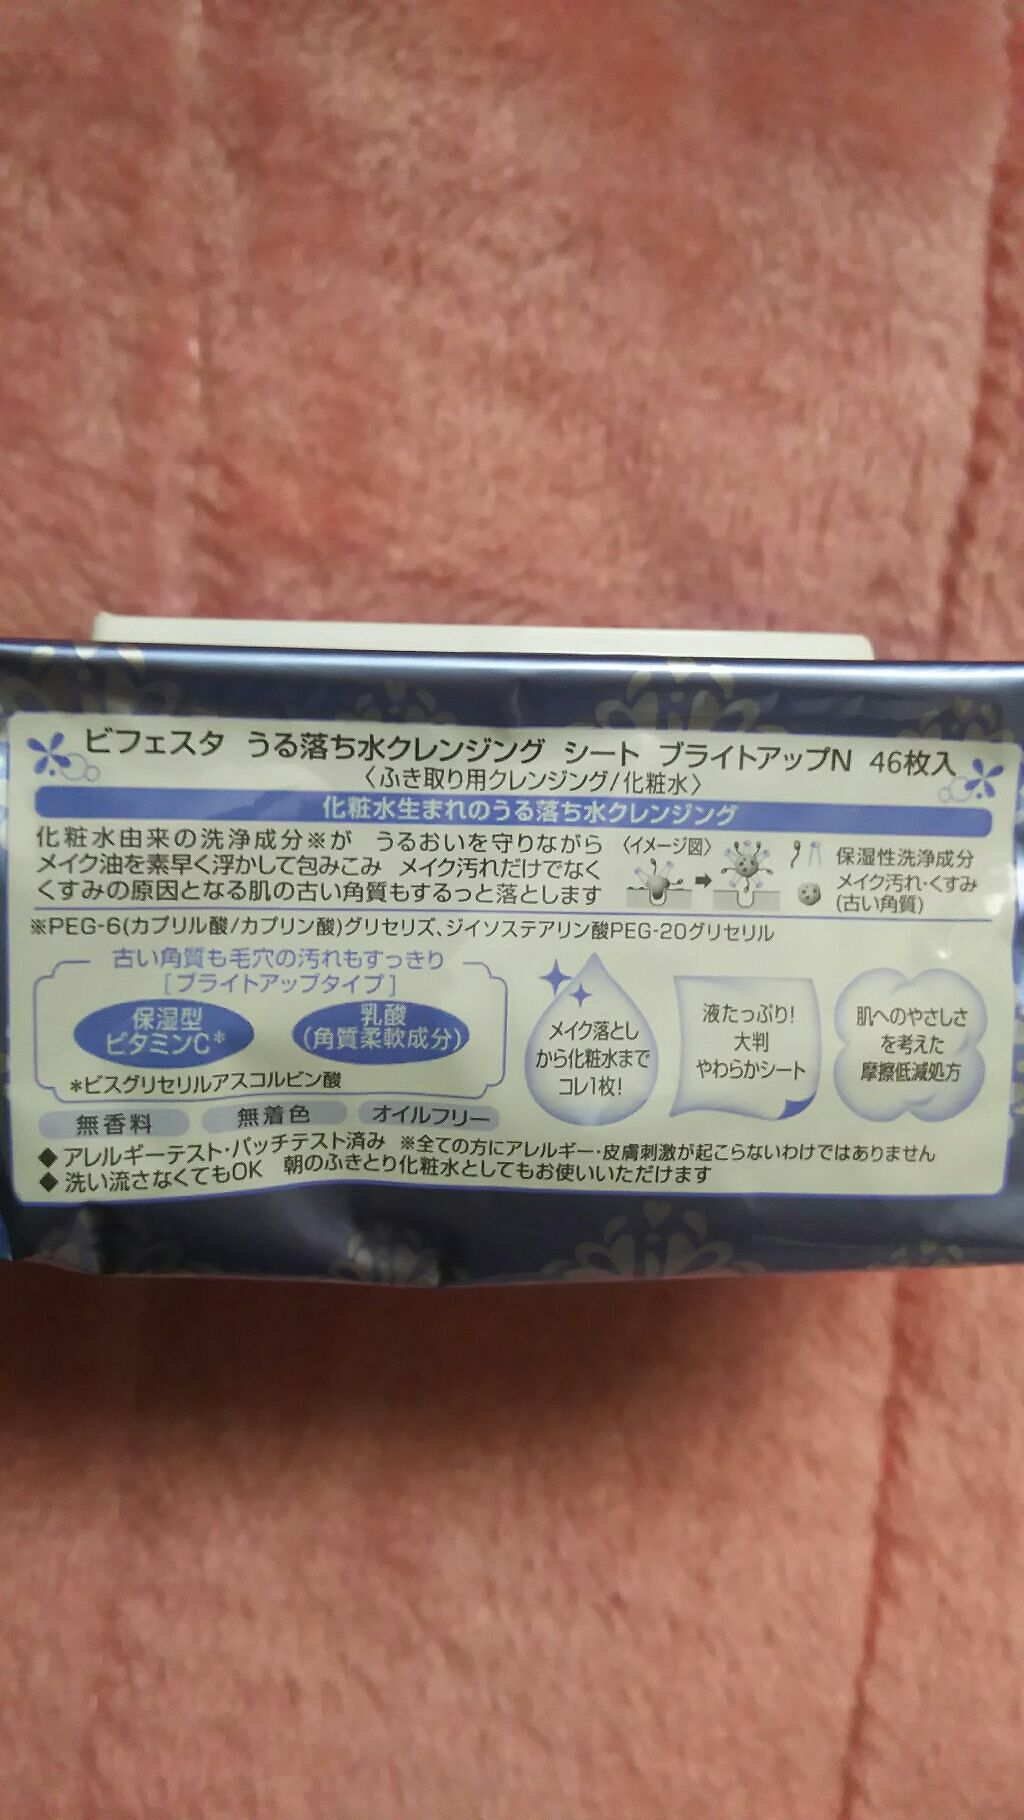 ビフェスタ うる落ち水クレンジング シート ブライトアップN 46枚入
〈ふき取り用クレンジング/化粧水〉
化粧水生まれのうる落ち水クレンジング
化粧水由来の洗浄成分※が うるおいを守りながら
メイク油を素早く浮かして包みこみ メイク汚れだけでなく
くすみの原因となる肌の古い角質もするっと落とします
〈イメージ図〉
保湿性洗浄成分
メイク汚れ・くすみ
(古い角質)
※PEG-6(カプリル酸/カプリン酸)グリセリズ、ジイソステアリン酸PEG-20グリセリル
古い角質も毛穴の汚れもすっきり
[ブライトアップタイプ]
保湿型
ビタミンC*
乳酸
(角質柔軟成分)
*ビスグリセリルアスコルビン酸
メイク落とし
から化粧水まで
コレ1枚!
液たっぷり!
大判
やわらかシート
肌へのやさしさ
を考えた
摩擦低減処方
無香料 無着色 オイルフリー
◆アレルギーテスト・パッチテスト済み ※全ての方にアレルギー・皮膚刺激が起こらないわけではありません
◆洗い流さなくてもOK 朝のふきとり化粧水としてもお使いいただけます